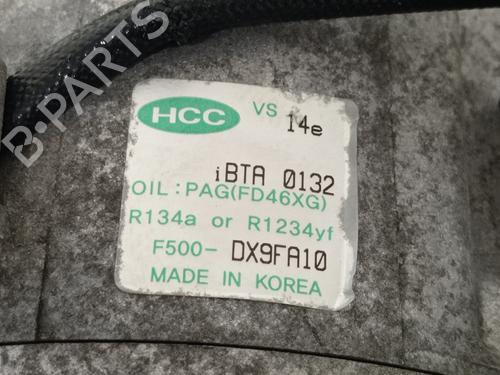 HCC VS 14e
iBTA 0132
OIL : PAG(FD46XG)
R134a or R1234yf
F500- DX9FA10
MADE IN KOREA
B-PARTS